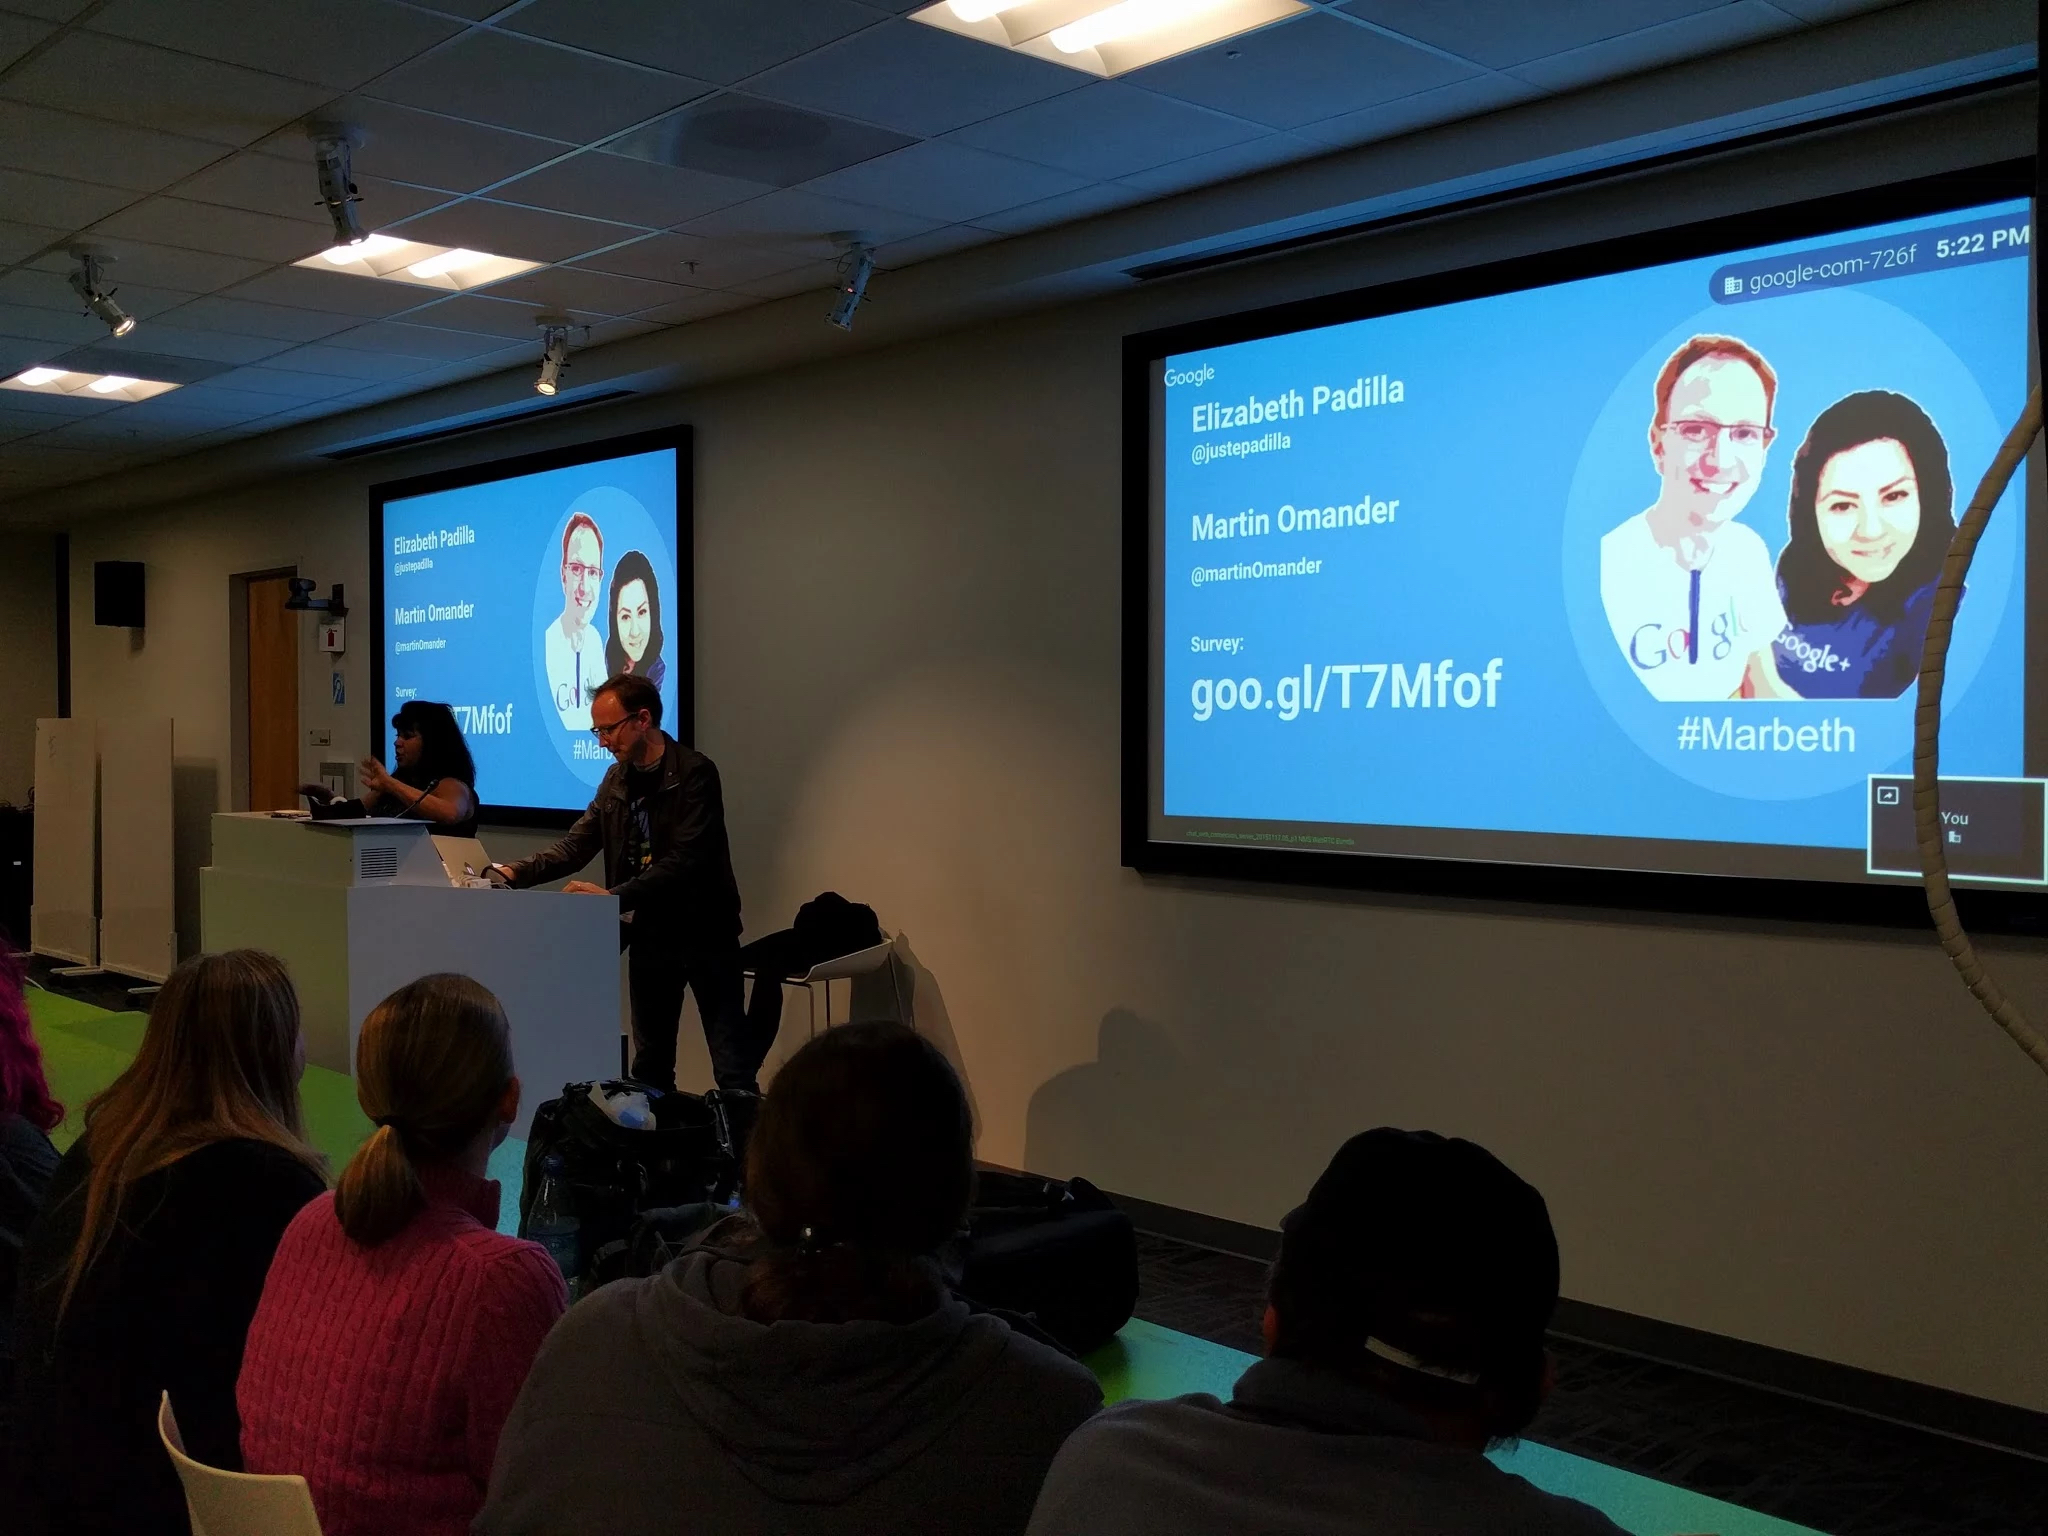 google-com-726f 5:22 PM
Google
Elizabeth Padilla
@justepadilla
Martin Omander
@martinOmander
Survey:
goo.gl/T7Mfof
Google
Google+
#Marbeth
You
Elizabeth Padilla
@justepadilla
Martin Omander
@martinOmander
Survey:
T7Mfof
#Marb